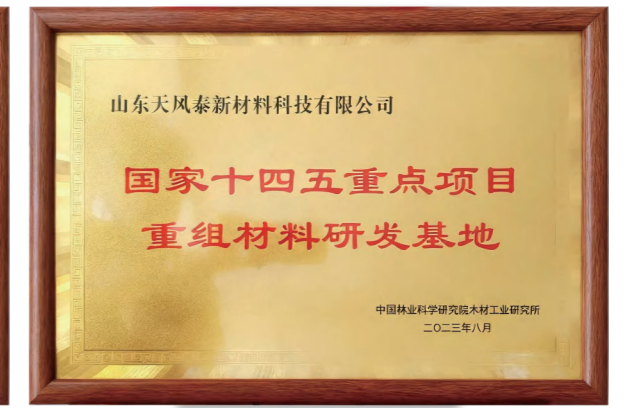 山东天风泰新材料科技有限公司
国家十四五重点项目
重组材料研发基地
中国林业科学研究院木材工业研究所
二〇二三年八月